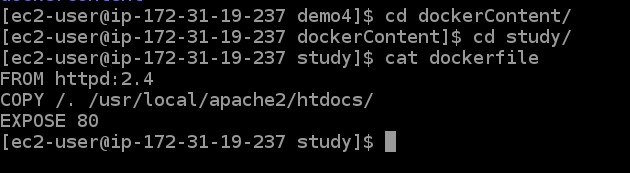 [ec2-user@ip-172-31-19-237 demo4]$ cd dockerContent/
[ec2-user@ip-172-31-19-237 dockerContent]$ cd study/
[ec2-user@ip-172-31-19-237 study]$ cat dockerfile
FROM httpd:2.4
COPY /. /usr/local/apache2/htdocs/
EXPOSE 80
[ec2-user@ip-172-31-19-237 study]$